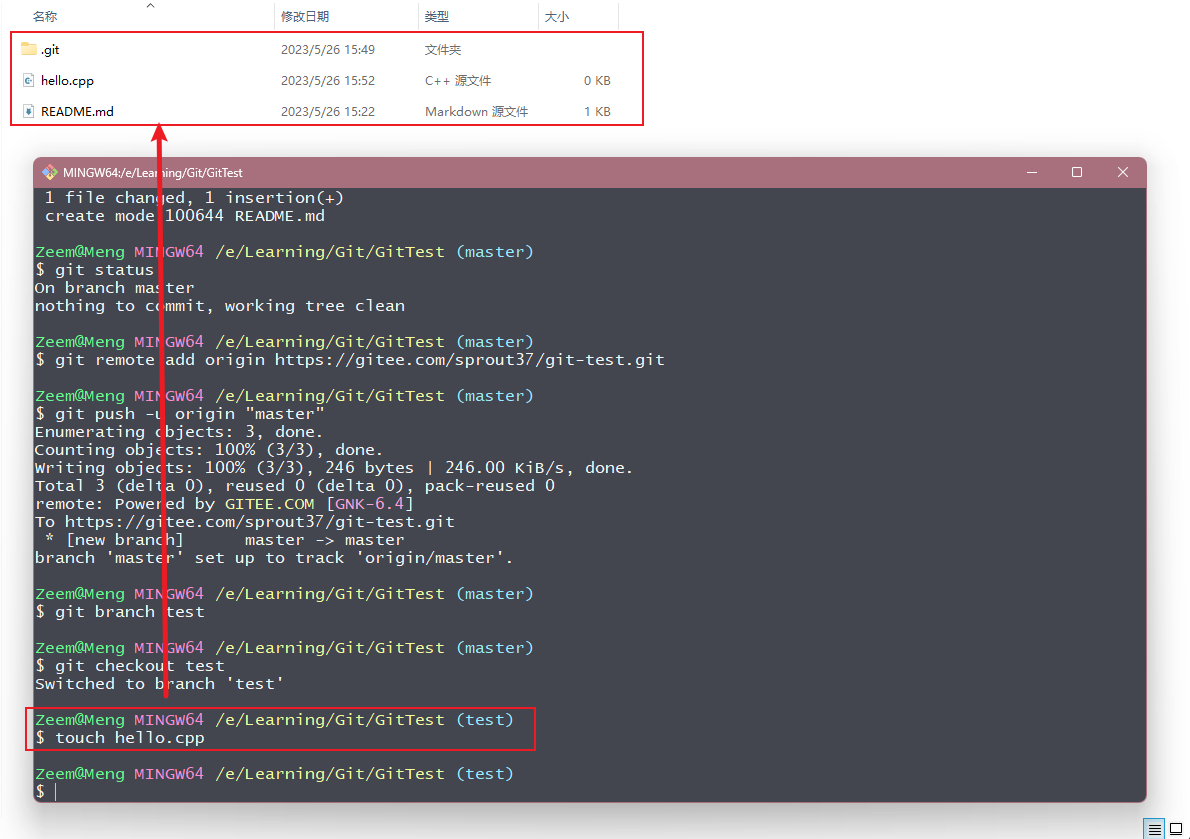 名称 修改日期 类型 大小
.git 2023/5/26 15:49 文件夹
hello.cpp 2023/5/26 15:52 C++ 源文件 0 KB
README.md 2023/5/26 15:22 Markdown 源文件 1 KB
MINGW64:/e/Learning/Git/GitTest
1 file changed, 1 insertion(+)
create mode 100644 README.md
Zeem@Meng MINGW64 /e/Learning/Git/GitTest (master)
$ git status
On branch master
nothing to commit, working tree clean
Zeem@Meng MINGW64 /e/Learning/Git/GitTest (master)
$ git remote add origin https://gitee.com/sprout37/git-test.git
Zeem@Meng MINGW64 /e/Learning/Git/GitTest (master)
$ git push -u origin "master"
Enumerating objects: 3, done.
Counting objects: 100% (3/3), done.
Writing objects: 100% (3/3), 246 bytes | 246.00 KiB/s, done.
Total 3 (delta 0), reused 0 (delta 0), pack-reused 0
remote: Powered by GITEE.COM [GNK-6.4]
To https://gitee.com/sprout37/git-test.git
* [new branch] master -> master
branch 'master' set up to track 'origin/master'.
Zeem@Meng MINGW64 /e/Learning/Git/GitTest (master)
$ git branch test
Zeem@Meng MINGW64 /e/Learning/Git/GitTest (master)
$ git checkout test
Switched to branch 'test'
Zeem@Meng MINGW64 /e/Learning/Git/GitTest (test)
$ touch hello.cpp
Zeem@Meng MINGW64 /e/Learning/Git/GitTest (test)
$